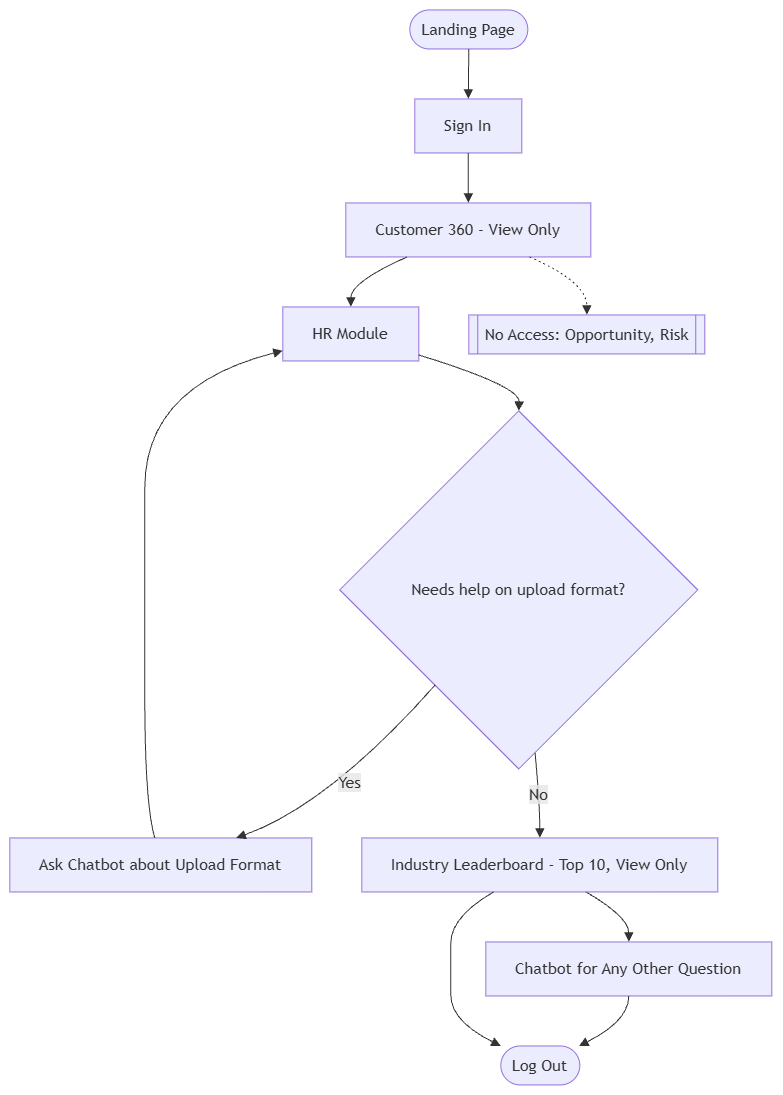 Landing Page
Sign In
Customer 360 - View Only
HR Module
No Access: Opportunity, Risk
Needs help on upload format?
Yes
No
Ask Chatbot about Upload Format
Industry Leaderboard - Top 10, View Only
Chatbot for Any Other Question
Log Out